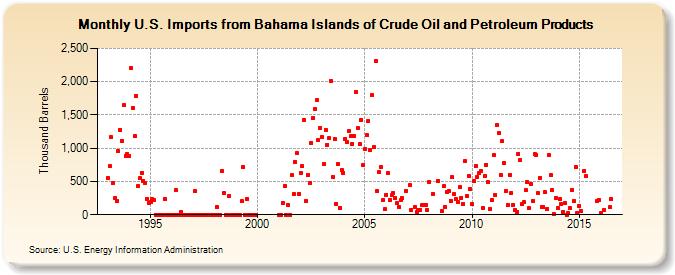 Monthly U.S. Imports from Bahama Islands of Crude Oil and Petroleum Products
Thousand Barrels
2,500
2,000
1,500
1,000
500
0
1995 2000 2005 2010 2015
Source: U.S. Energy Information Administration